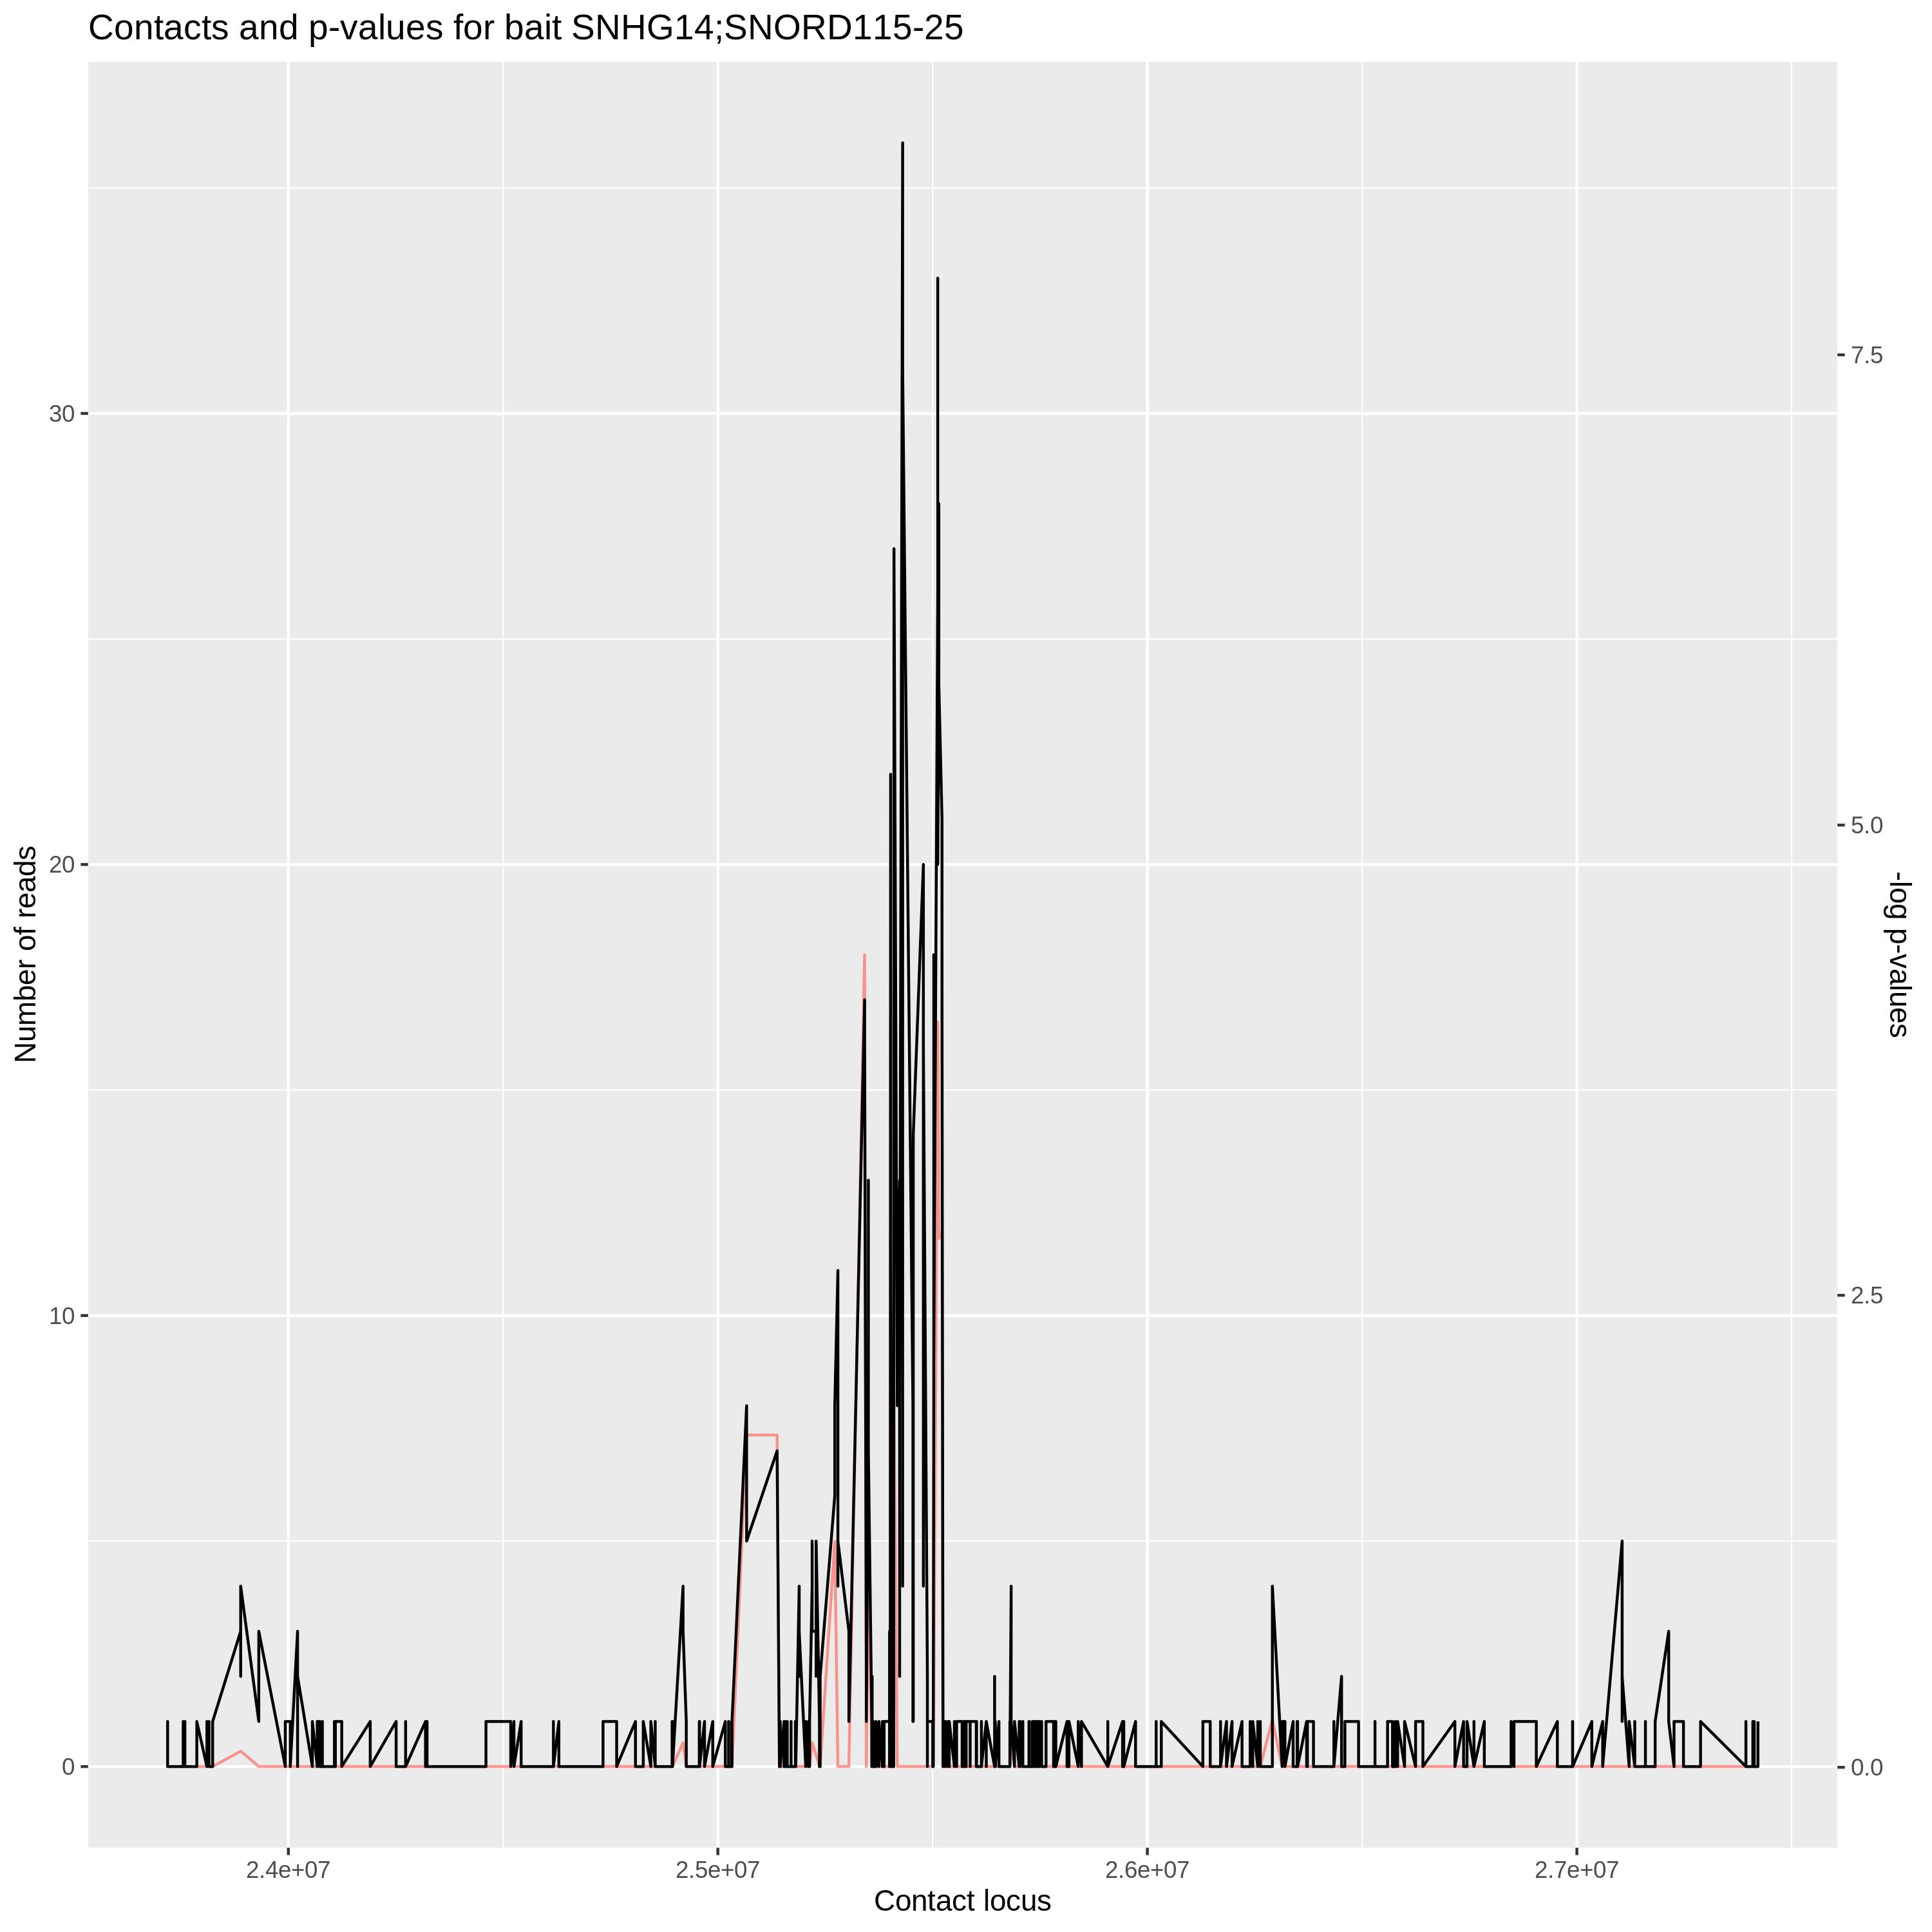 Contacts and p-values for bait SNHG14;SNORD115-25
30
20
10
0
Number of reads
7.5
5.0
2.5
0.0
-log p-values
2.4e+07
2.5e+07
2.6e+07
2.7e+07
Contact locus